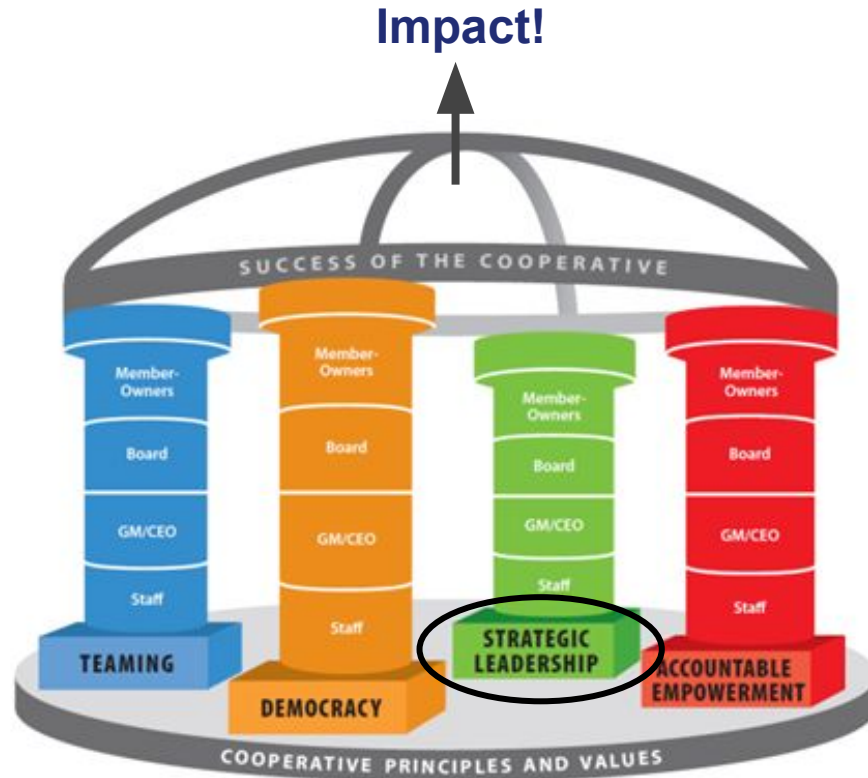 Impact!
SUCCESS OF THE COOPERATIVE
Member-
Owners
Board
GM/CEO
Staff
TEAMING
Member-
Owners
Board
GM/CEO
Staff
DEMOCRACY
Member-
Owners
Board
GM/CEO
Staff
STRATEGIC
LEADERSHIP
Member-
Owners
Board
GM/CEO
Staff
ACCOUNTABLE
EMPOWERMENT
COOPERATIVE PRINCIPLES AND VALUES